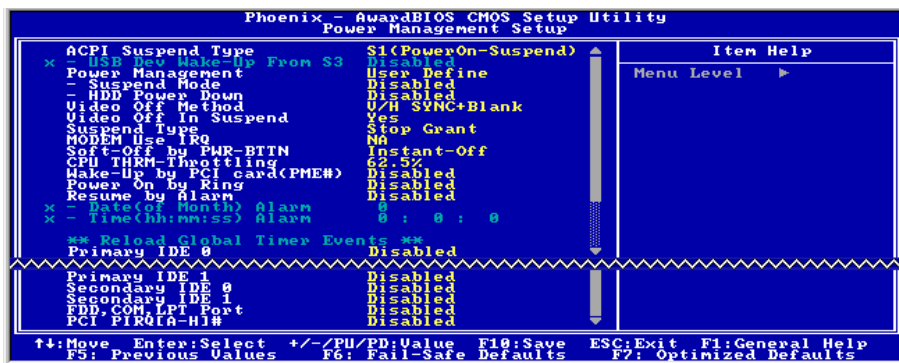 Phoenix - AwardBIOS CMOS Setup Utility
Power Management Setup
ACPI Suspend Type S1(PowerOn-Suspend)
Item Help
x - USB Dev Wake-Up From S3 Disabled
Power Management User Define
Menu Level
- Suspend Mode Disabled
- HDD Power Down Disabled
Video Off Method V/H SYNC+Blank
Video Off In Suspend Yes
Suspend Type Stop Grant
MODEM Use IRQ NA
Soft-Off by PWR-BTTN Instant-Off
CPU THRM-Throttling 62.5%
Wake-Up by PCI card(PME#) Disabled
Power On by Ring Disabled
Resume by Alarm Disabled
x - Date(of Month) Alarm 0
x - Time(hh:mm:ss) Alarm 0 : 0 : 0
** Reload Global Timer Events **
Primary IDE 0 Disabled
Primary IDE 1 Disabled
Secondary IDE 0 Disabled
Secondary IDE 1 Disabled
FDD,COM,LPT Port Disabled
PCI PIRQ[A-H]# Disabled
↑↓:Move Enter:Select +/-/PU/PD:Value F10:Save ESC:Exit F1:General Help
F5: Previous Values F6: Fail-Safe Defaults F7: Optimized Defaults